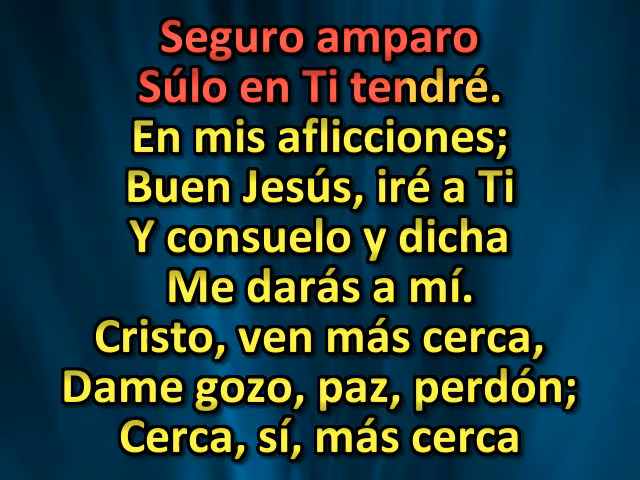 Seguro amparo
Súlo en Ti tendré.
En mis aflicciones;
Buen Jesús, iré a Ti
Y consuelo y dicha
Me darás a mí.
Cristo, ven más cerca,
Dame gozo, paz, perdón;
Cerca, sí, más cerca